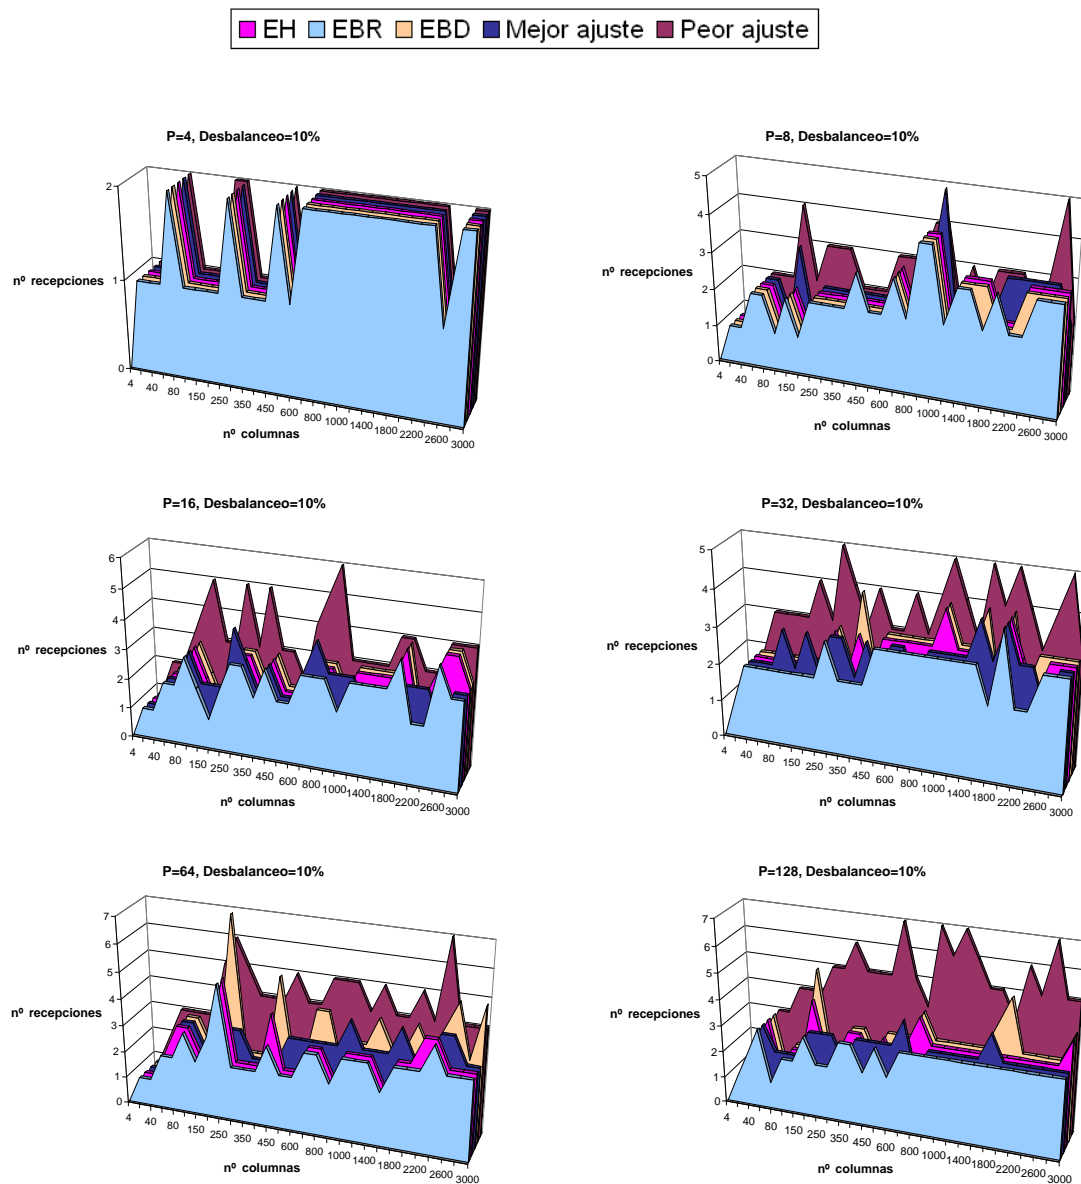 EH EBR EBD Mejor ajuste Peor ajuste
P=4, Desbalanceo=10%
2
1
0
nº recepciones
4 40 80 150 250 350 450 600 800 1000 1400 1800 2200 2600 3000
nº columnas
P=8, Desbalanceo=10%
5
4
3
2
1
0
nº recepciones
4 40 80 150 250 350 450 600 800 1000 1400 1800 2200 2600 3000
nº columnas
P=16, Desbalanceo=10%
6
5
4
3
2
1
0
nº recepciones
4 40 80 150 250 350 450 600 800 1000 1400 1800 2200 2600 3000
nº columnas
P=32, Desbalanceo=10%
5
4
3
2
1
0
nº recepciones
4 40 80 150 250 350 450 600 800 1000 1400 1800 2200 2600 3000
nº columnas
P=64, Desbalanceo=10%
7
6
5
4
3
2
1
0
nº recepciones
4 40 80 150 250 350 450 600 800 1000 1400 1800 2200 2600 3000
nº columnas
P=128, Desbalanceo=10%
7
6
5
4
3
2
1
0
nº recepciones
4 40 80 150 250 350 450 600 800 1000 1400 1800 2200 2600 3000
nº columnas